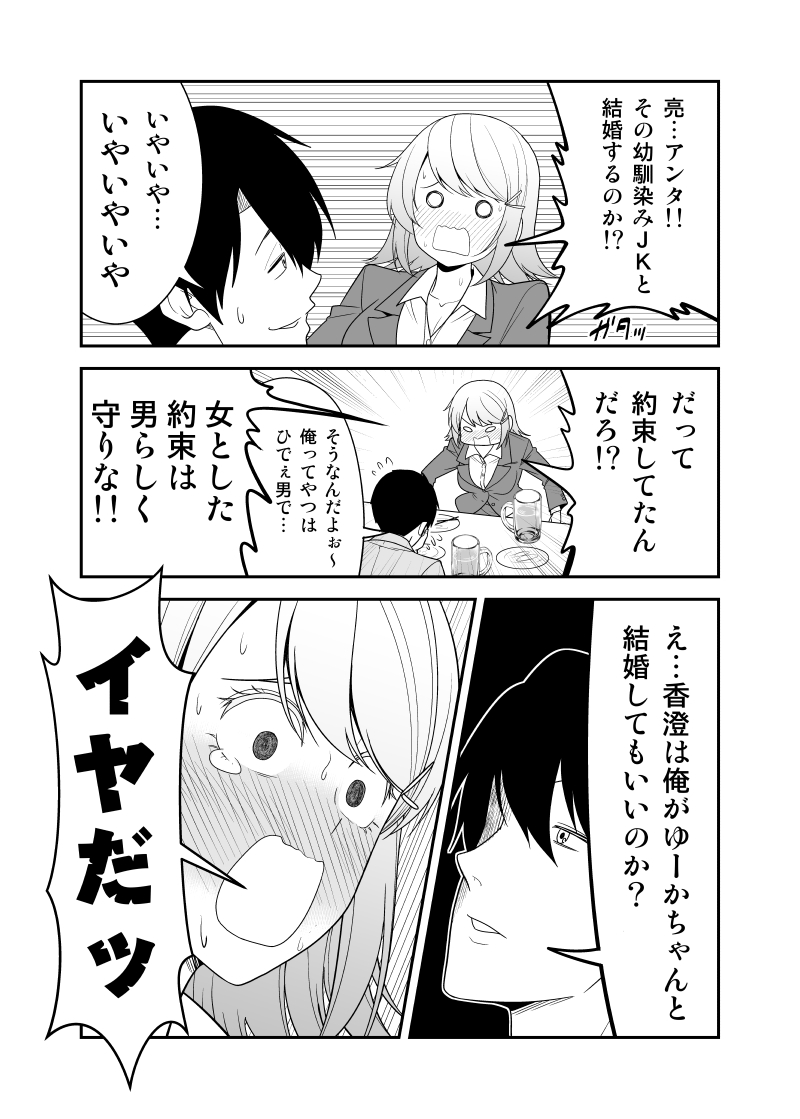 亮…アンタ!!
その幼馴染みJKと
結婚するのか!?
ガタッ
いやいや…
いやいやいや
だって
約束してたん
だろ!?
そうなんだよぉ～
俺ってやつは
ひでぇ男で…
女とした
約束は
男らしく
守りな!!
え…香澄は俺がゆーかちゃんと
結婚してもいいのか？
イヤだッ